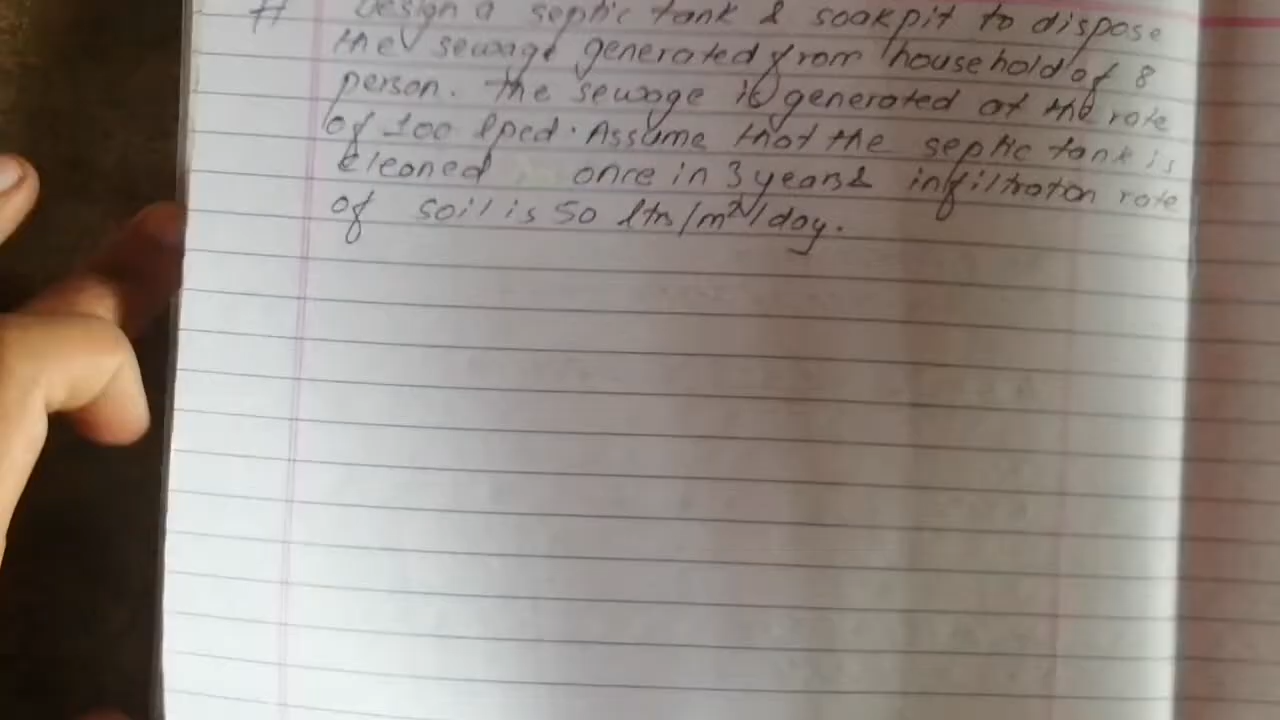 # Design a septic tank & soakpit to dispose
the sewage generated from household of 8
person. The sewage is generated at the rate
of 100 lpcd. Assume that the septic tank is
cleaned once in 3 years & infiltration rate
of soil is 50 ltrs/m²/day.